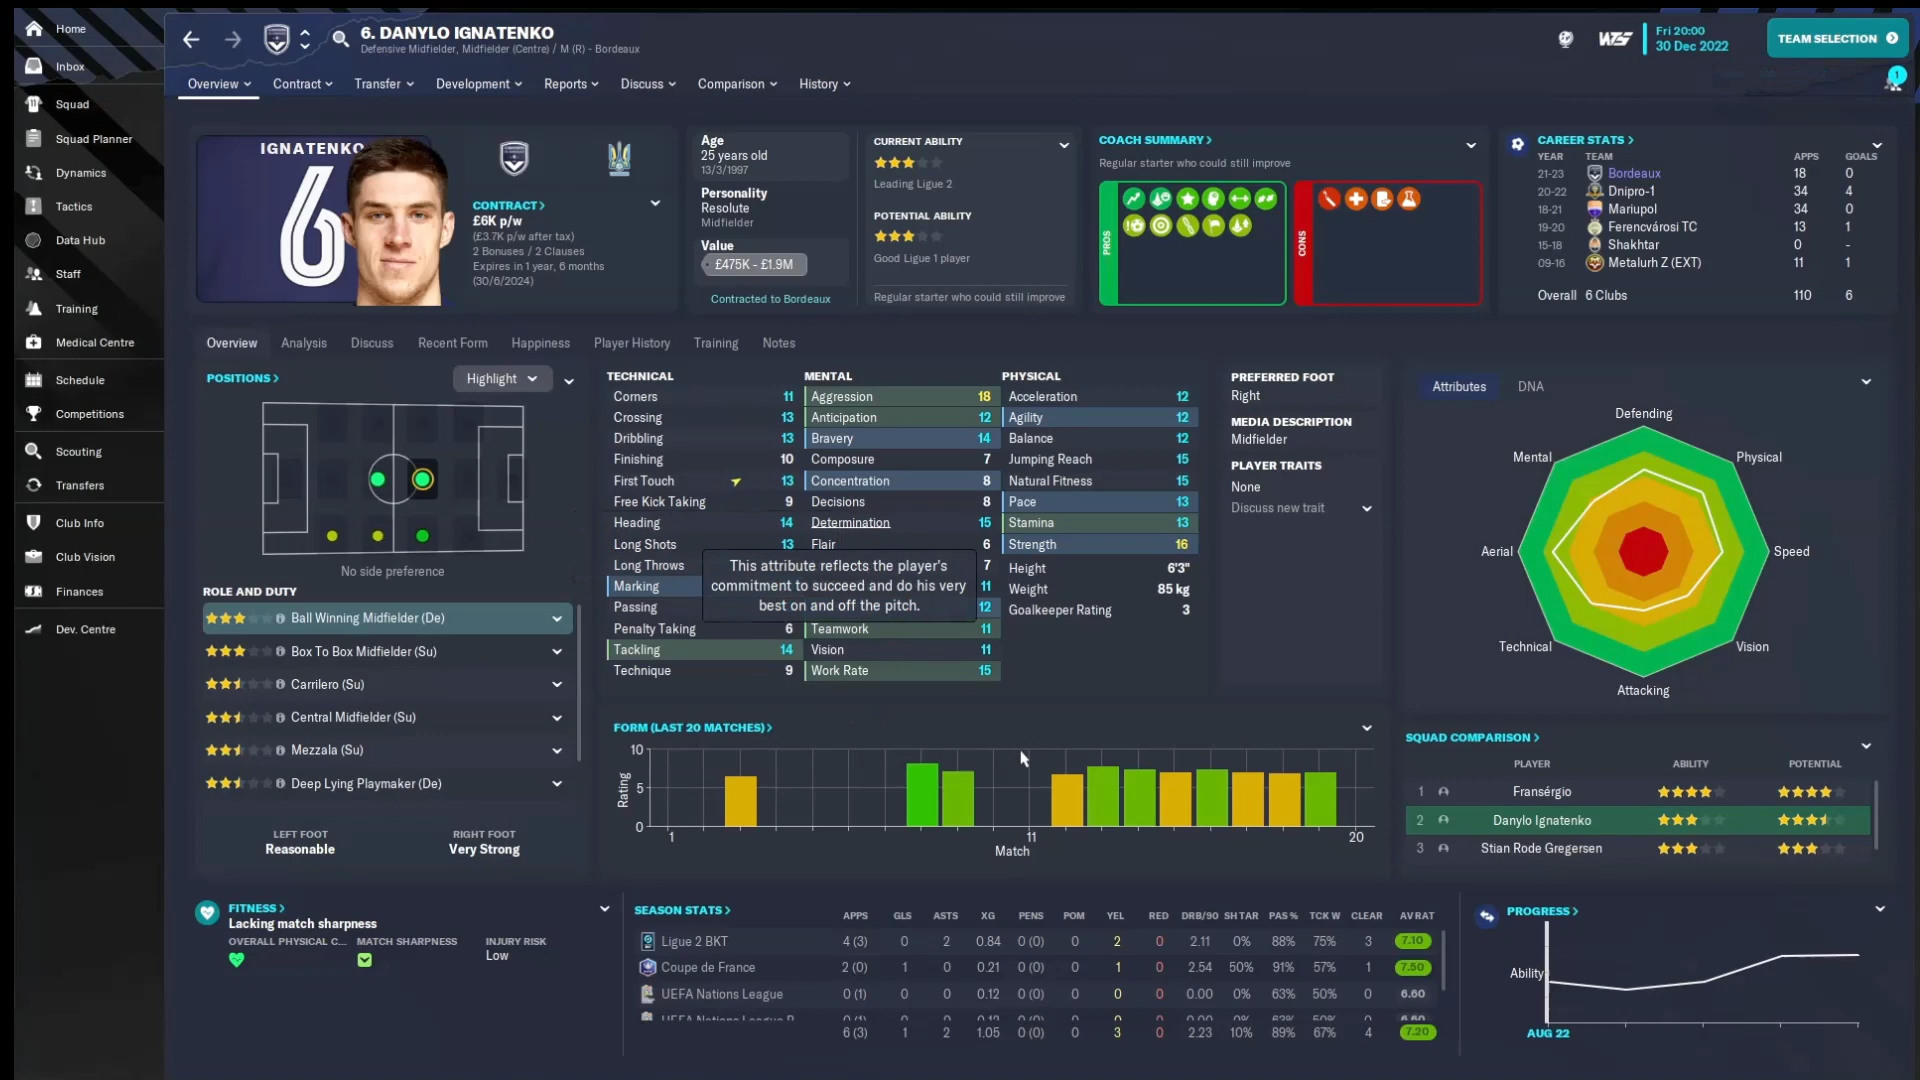 Home
Inbox
Squad
Squad Planner
Dynamics
Tactics
Data Hub
Staff
Training
Medical Centre
Schedule
Competitions
Scouting
Transfers
Club Info
Club Vision
Finances
Dev. Centre
6. DANYLO IGNATENKO
Defensive Midfielder, Midfielder (Centre) / M (R) - Bordeaux
Fri 20:00
30 Dec 2022
TEAM SELECTION
1
Overview Contract Transfer Development Reports Discuss Comparison History
IGNATENKO
6
CONTRACT
£6K p/w
(£3.7K p/w after tax)
2 Bonuses / 2 Clauses
Expires in 1 year, 6 months
(30/6/2024)
Age
25 years old
13/3/1997
Personality
Resolute
Midfielder
Value
£475K - £1.9M
Contracted to Bordeaux
CURRENT ABILITY
Leading Ligue 2
POTENTIAL ABILITY
Good Ligue 1 player
Regular starter who could still improve
COACH SUMMARY
Regular starter who could still improve
PROS
CONS
CAREER STATS
YEAR TEAM APPS GOALS
21-23 Bordeaux 18 0
20-22 Dnipro-1 34 4
18-21 Mariupol 34 0
19-20 Ferencvárosi TC 13 1
15-18 Shakhtar 0 -
09-16 Metalurh Z (EXT) 11 1
Overall 6 Clubs 110 6
Overview Analysis Discuss Recent Form Happiness Player History Training Notes
POSITIONS
Highlight
No side preference
ROLE AND DUTY
Ball Winning Midfielder (De)
Box To Box Midfielder (Su)
Carrilero (Su)
Central Midfielder (Su)
Mezzala (Su)
Deep Lying Playmaker (De)
LEFT FOOT
Reasonable
RIGHT FOOT
Very Strong
TECHNICAL
Corners 11
Crossing 13
Dribbling 13
Finishing 10
First Touch 13
Free Kick Taking 9
Heading 14
Long Shots 13
Long Throws
Marking
Passing
Penalty Taking 6
Tackling 14
Technique 9
MENTAL
Aggression 18
Anticipation 12
Bravery 14
Composure 7
Concentration 8
Decisions 8
Determination 15
Flair 6
7
11
12
Teamwork 11
Vision 11
Work Rate 15
This attribute reflects the player's
commitment to succeed and do his very
best on and off the pitch.
PHYSICAL
Acceleration 12
Agility 12
Balance 12
Jumping Reach 15
Natural Fitness 15
Pace 13
Stamina 13
Strength 16
Height 6'3"
Weight 85 kg
Goalkeeper Rating 3
PREFERRED FOOT
Right
MEDIA DESCRIPTION
Midfielder
PLAYER TRAITS
None
Discuss new trait
Attributes DNA
Defending
Mental Physical
Aerial Speed
Technical Vision
Attacking
FORM (LAST 20 MATCHES)
Rating
10
5
0
1 11 20
Match
SQUAD COMPARISON
PLAYER ABILITY POTENTIAL
1 Fransérgio
2 Danylo Ignatenko
3 Stian Rode Gregersen
FITNESS
Lacking match sharpness
OVERALL PHYSICAL C... MATCH SHARPNESS INJURY RISK
Low
SEASON STATS
APPS GLS ASTS XG PENS POM YEL RED DRB/90 SH TAR PAS % TCK W CLEAR AV RAT
Ligue 2 BKT 4 (3) 0 2 0.84 0 (0) 0 2 0 2.11 0% 88% 75% 3 7.10
Coupe de France 2 (0) 1 0 0.21 0 (0) 0 1 0 2.54 50% 91% 57% 1 7.50
UEFA Nations League 0 (1) 0 0 0.12 0 (0) 0 0 0 0.00 0% 63% 50% 0 6.60
6 (3) 1 2 1.05 0 (0) 0 3 0 2.23 10% 89% 67% 4 7.20
PROGRESS
Ability
AUG 22